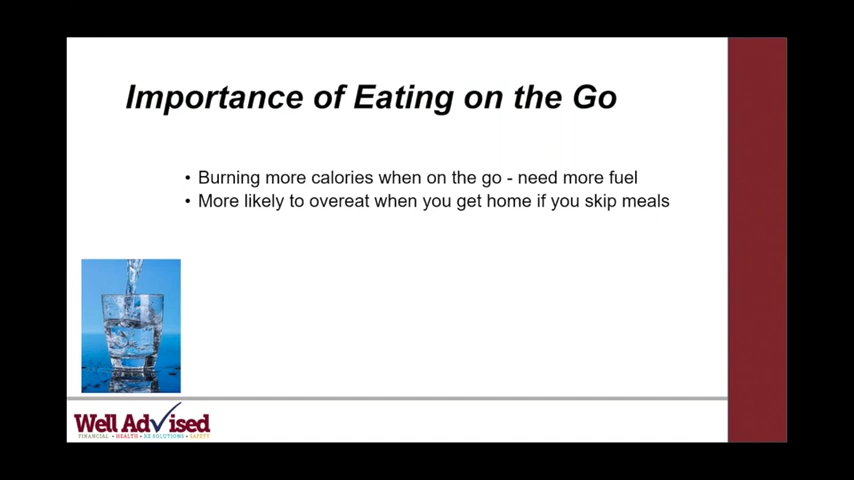 Importance of Eating on the Go
• Burning more calories when on the go - need more fuel
• More likely to overeat when you get home if you skip meals
Well Advised
FINANCIAL • HEALTH • RE SOLUTIONS • SAFETY